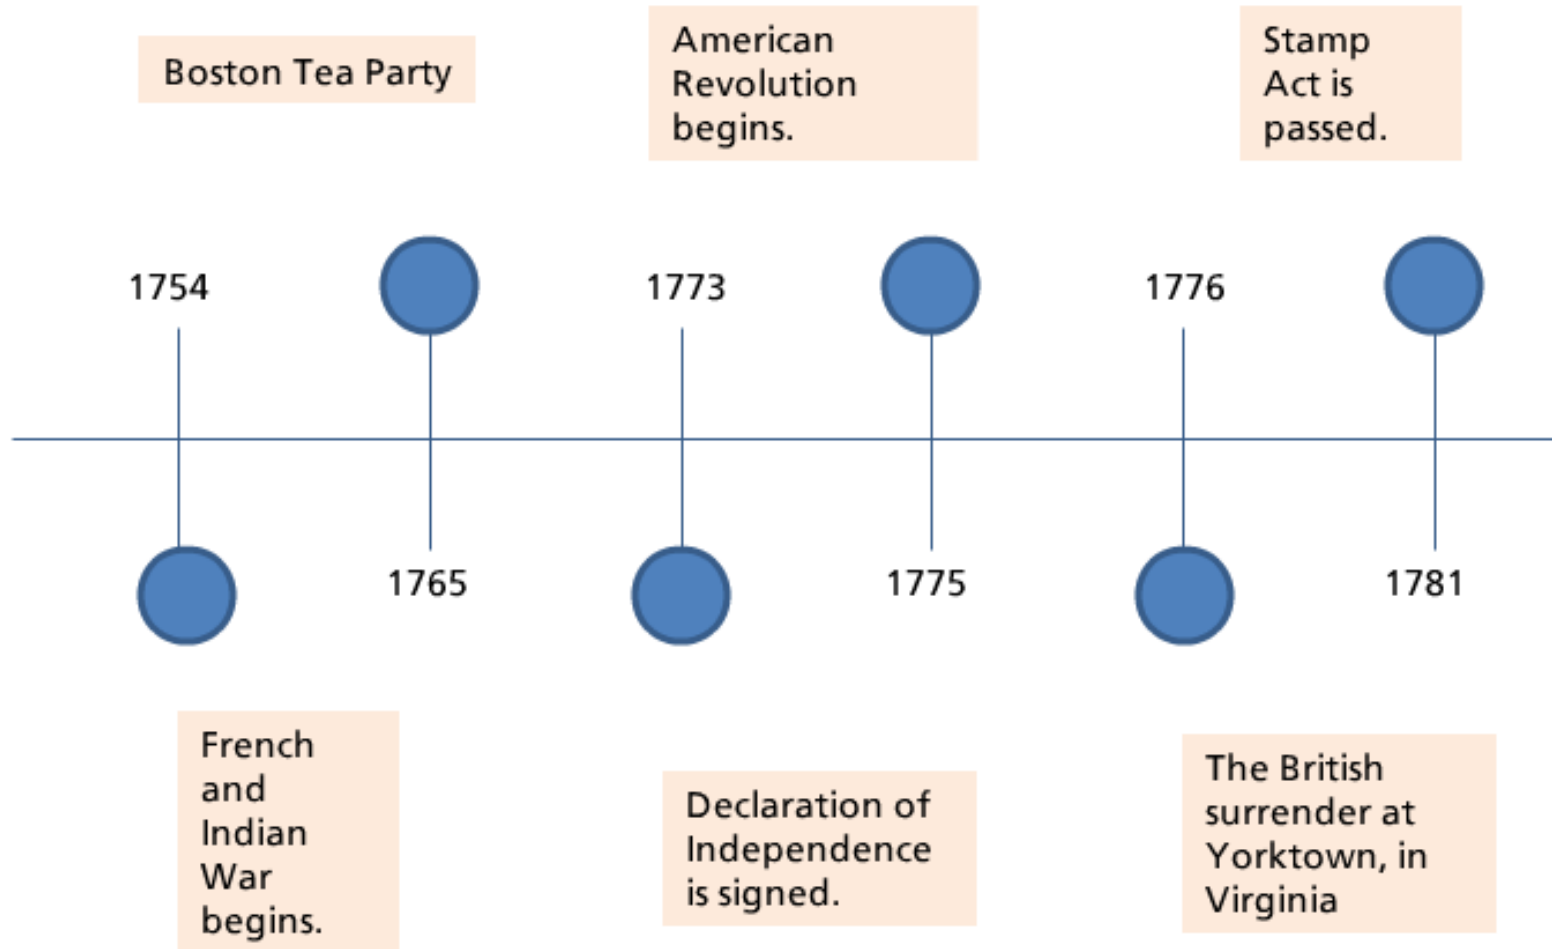 Boston Tea Party
American
Revolution
begins.
Stamp
Act is
passed.
1754
1773
1776
1765
1775
1781
French
and
Indian
War
begins.
Declaration of
Independence
is signed.
The British
surrender at
Yorktown, in
Virginia